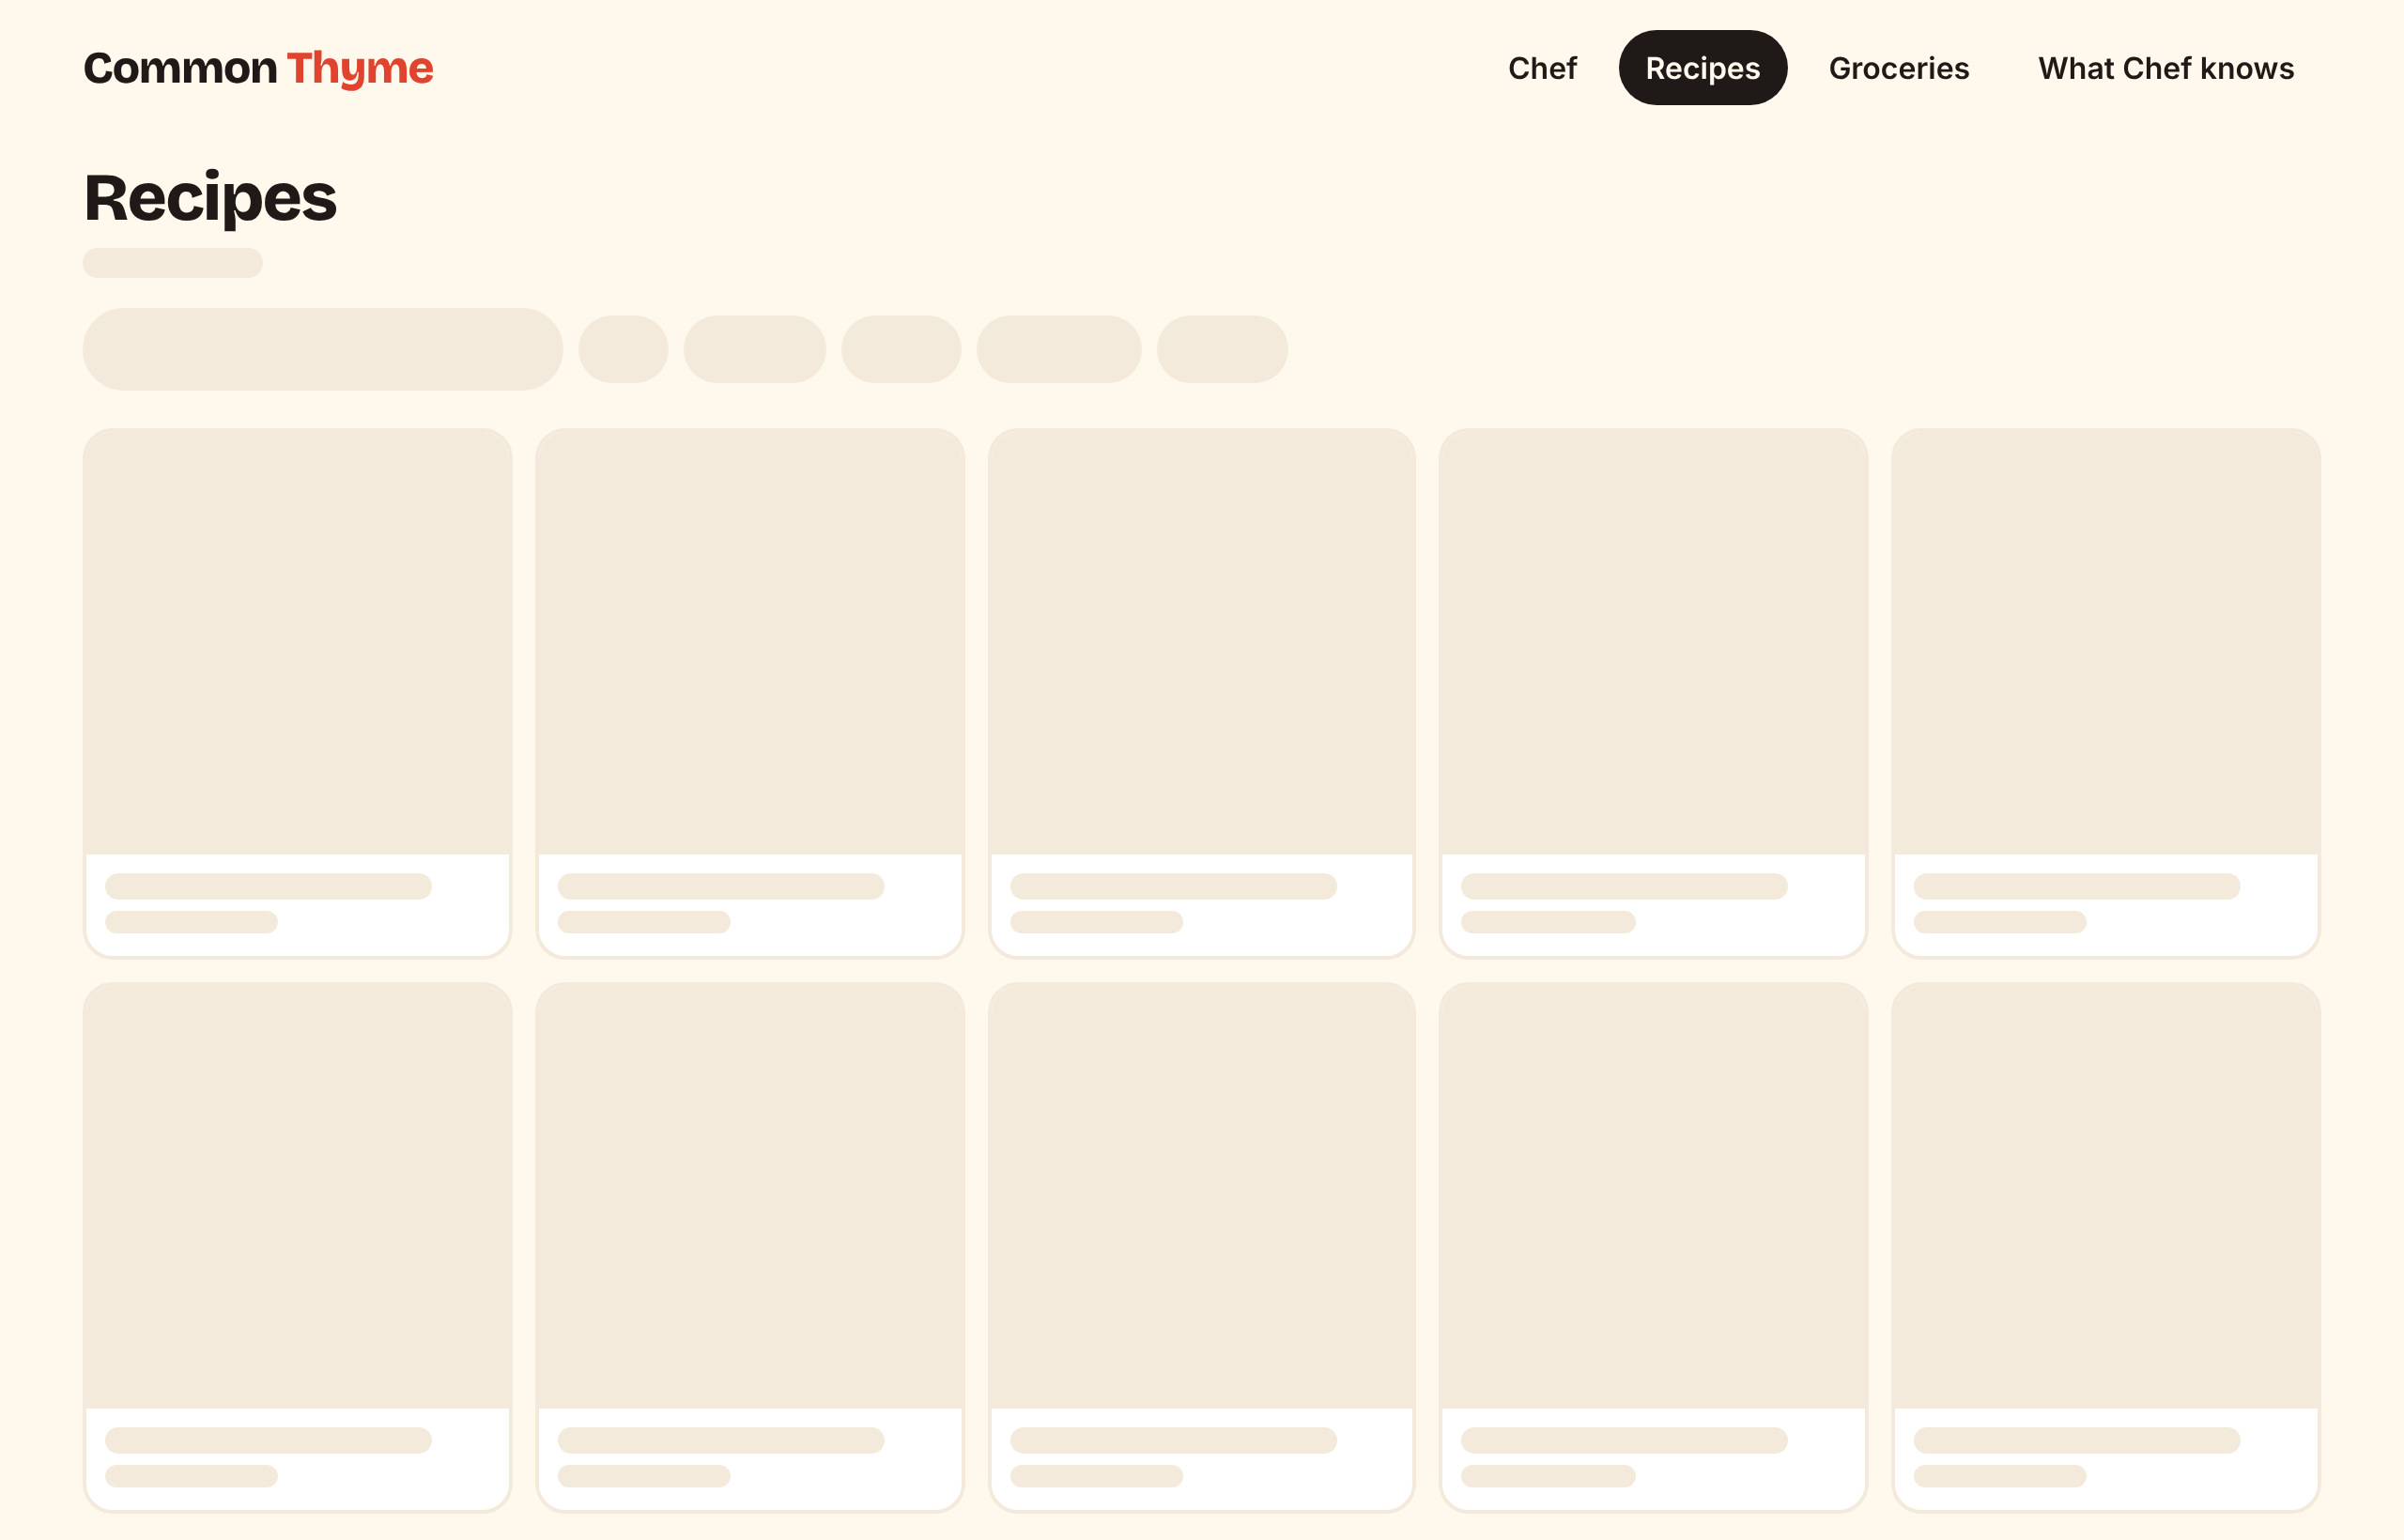 Common Thyme
Chef
Recipes
Groceries
What Chef knows
Recipes